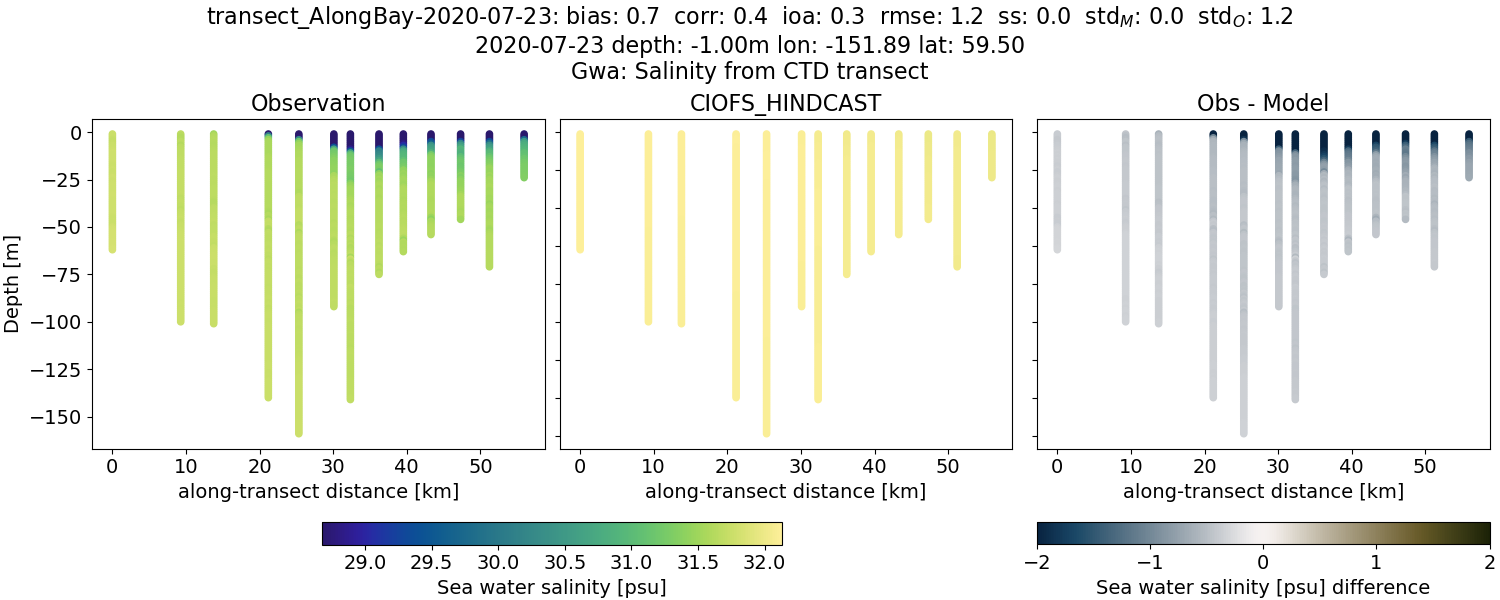 transect_AlongBay-2020-07-23: bias: 0.7 corr: 0.4 ioa: 0.3 rmse: 1.2 ss: 0.0 std_M: 0.0 std_O: 1.2
2020-07-23 depth: -1.00m lon: -151.89 lat: 59.50
Gwa: Salinity from CTD transect
Observation
CIOFS_HINDCAST
Obs - Model
Depth [m]
0
−25
−50
−75
−100
−125
−150
0 10 20 30 40 50
0 10 20 30 40 50
0 10 20 30 40 50
along-transect distance [km]
along-transect distance [km]
along-transect distance [km]
29.0 29.5 30.0 30.5 31.0 31.5 32.0
Sea water salinity [psu]
−2 −1 0 1 2
Sea water salinity [psu] difference